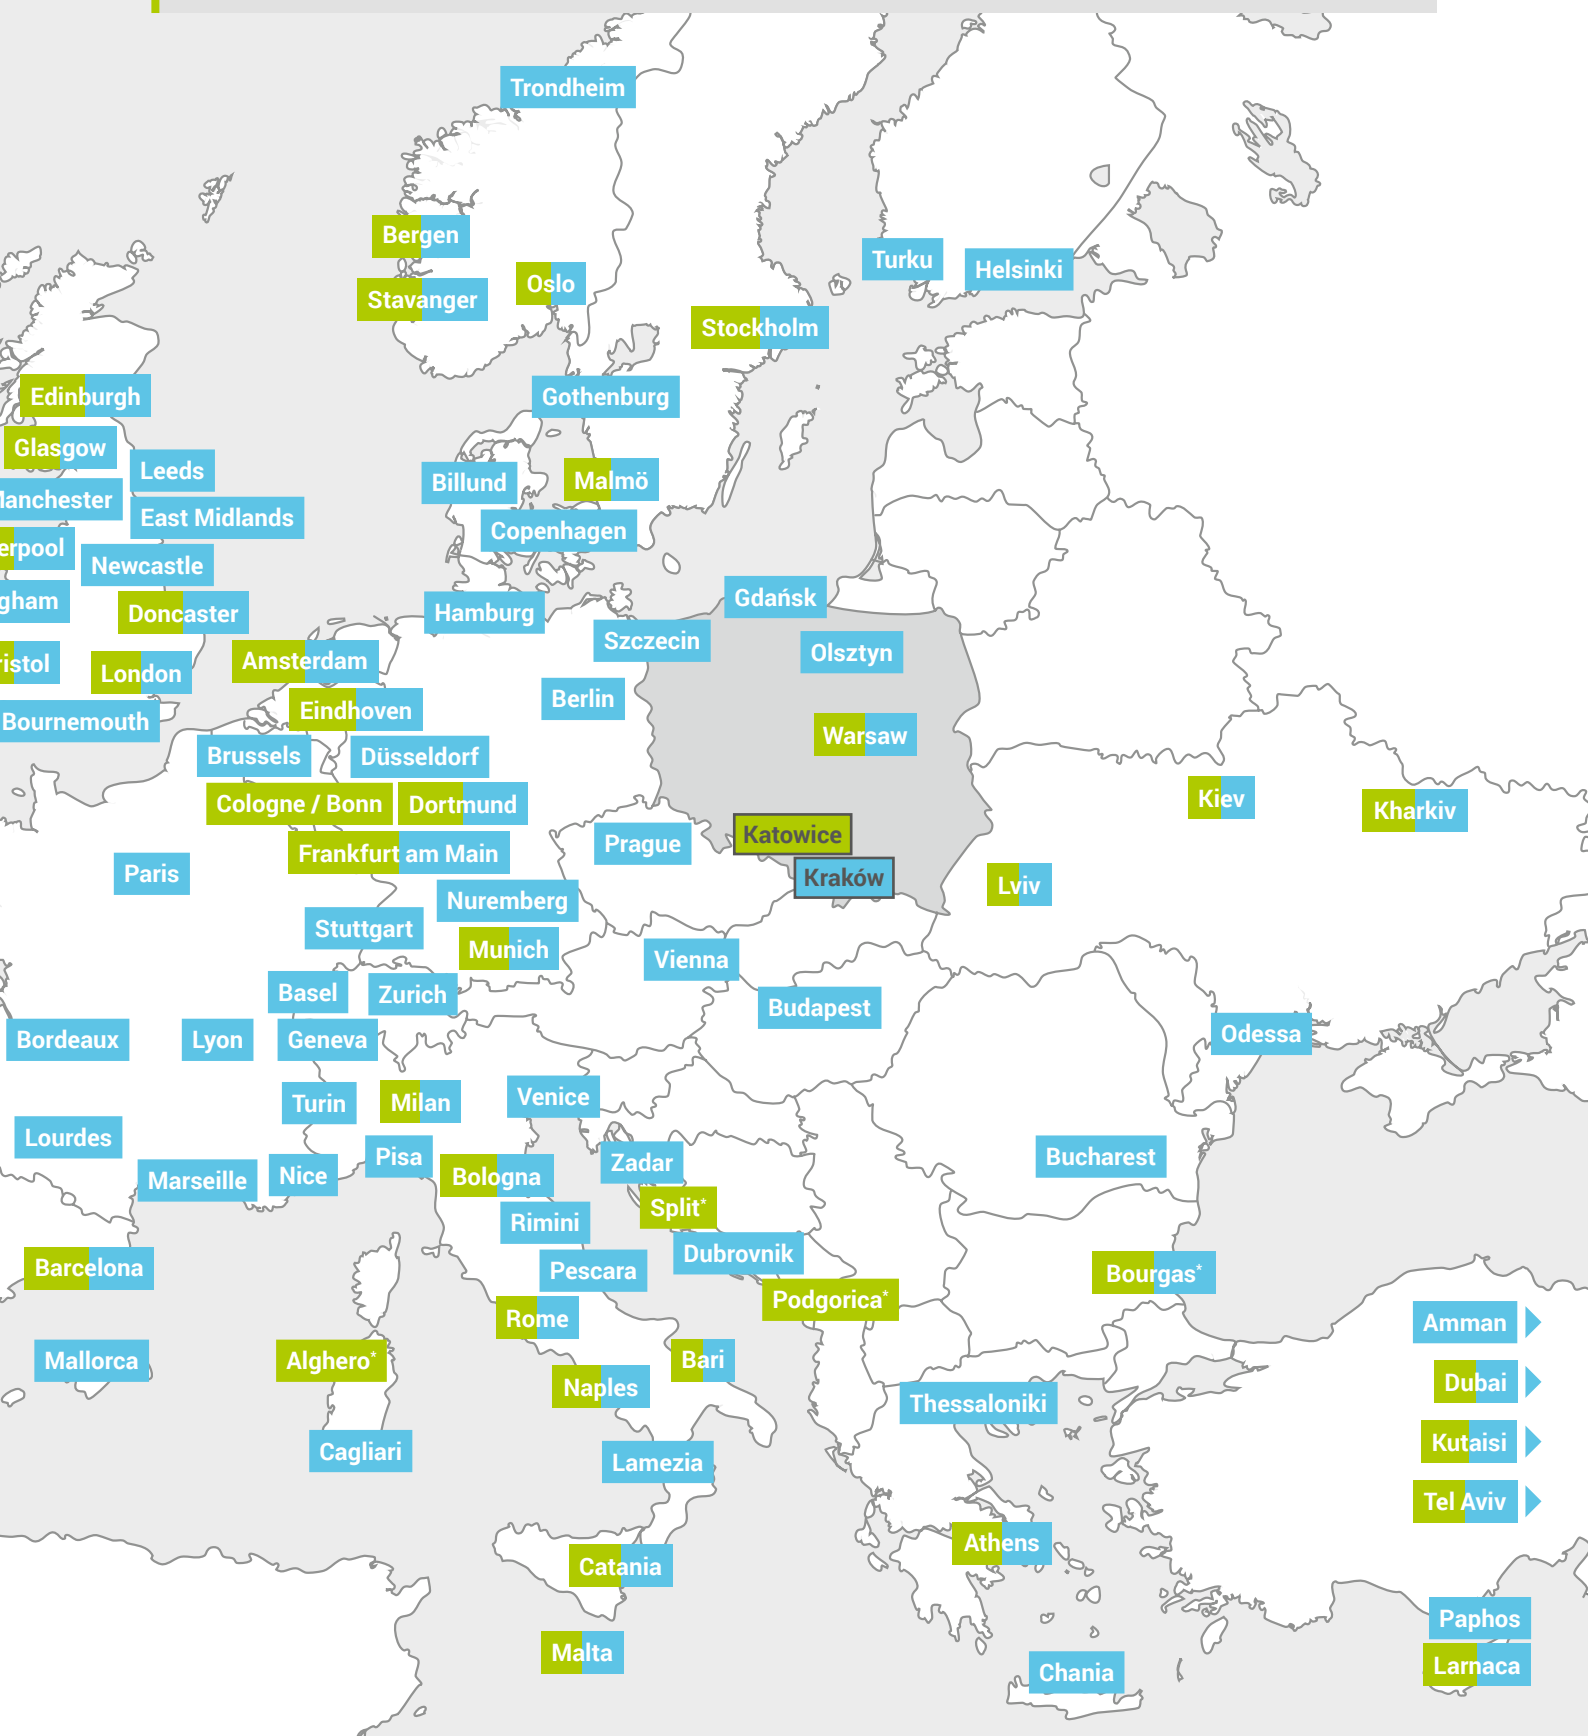 Trondheim
Bergen
Turku
Helsinki
Oslo
Stavanger
Stockholm
Edinburgh
Gothenburg
Glasgow
Leeds
Billund
Malmö
East Midlands
Copenhagen
Newcastle
Gdańsk
Doncaster
Hamburg
Szczecin
Olsztyn
London
Amsterdam
Berlin
Eindhoven
Bournemouth
Warsaw
Brussels
Düsseldorf
Kiev
Kharkiv
Cologne / Bonn
Dortmund
Katowice
Prague
Frankfurt am Main
Paris
Kraków
Lviv
Nuremberg
Stuttgart
Munich
Vienna
Basel
Zurich
Budapest
Bordeaux
Lyon
Geneva
Odessa
Turin
Milan
Venice
Lourdes
Pisa
Bucharest
Zadar
Marseille
Nice
Bologna
Split*
Rimini
Dubrovnik
Barcelona
Pescara
Bourgas*
Podgorica*
Rome
Amman
Mallorca
Alghero*
Bari
Naples
Dubai
Thessaloniki
Kutaisi
Cagliari
Lamezia
Tel Aviv
Athens
Catania
Paphos
Malta
Chania
Larnaca